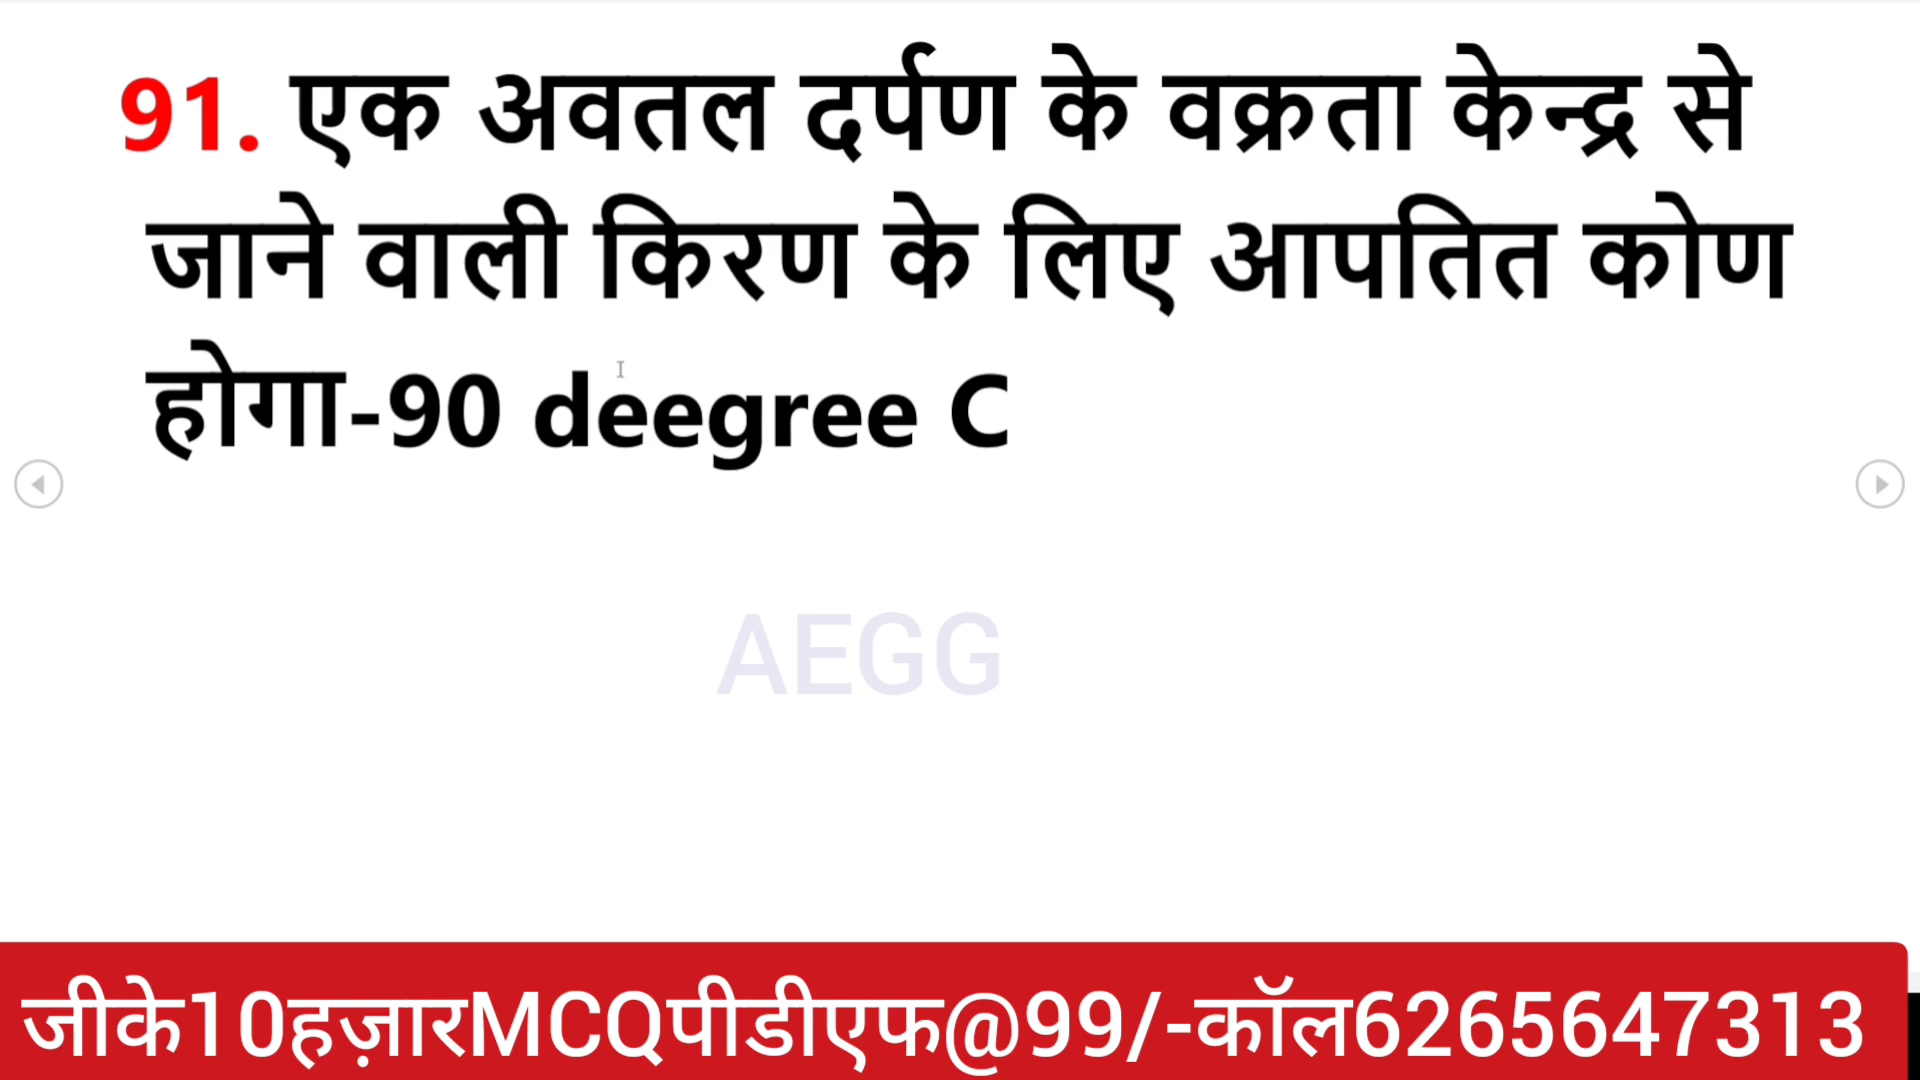 91. एक अवतल दर्पण के वक्रता केन्द्र से
जाने वाली किरण के लिए आपतित कोण
होगा-90 deegree C
AEGG
जीके10हज़ारMCQपीडीएफ@99/-कॉल6265647313